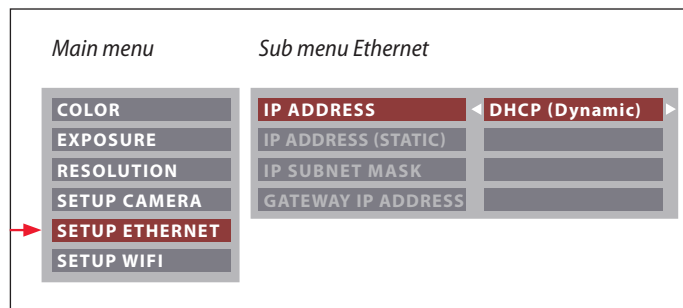 Main menu
Sub menu Ethernet
COLOR
EXPOSURE
RESOLUTION
SETUP CAMERA
SETUP ETHERNET
SETUP WIFI
IP ADDRESS DHCP (Dynamic)
IP ADDRESS (STATIC)
IP SUBNET MASK
GATEWAY IP ADDRESS